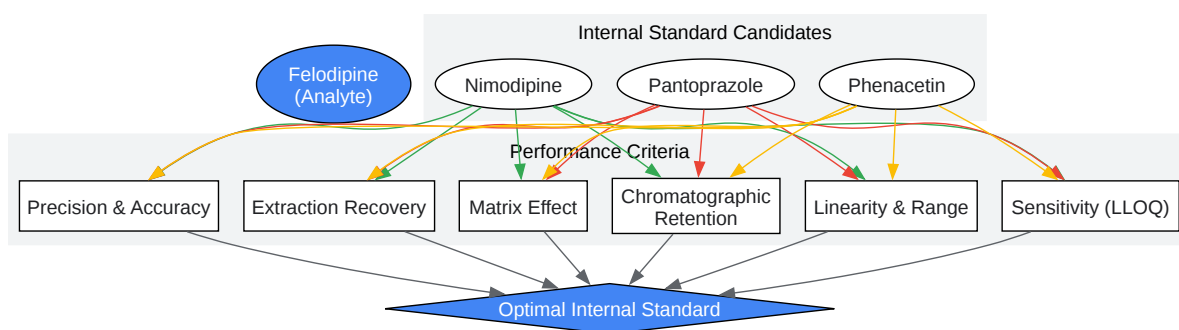 Internal Standard Candidates
Felodipine
(Analyte)
Nimodipine
Pantoprazole
Phenacetin
Performance Criteria
Precision & Accuracy
Extraction Recovery
Matrix Effect
Chromatographic
Retention
Linearity & Range
Sensitivity (LLOQ)
Optimal Internal Standard